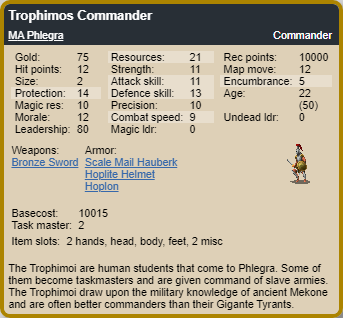 Trophimos Commander
MA Phlegra Commander
Gold: 75 Resources: 21 Rec points: 10000
Hit points: 12 Strength: 11 Map move: 12
Size: 2 Attack skill: 11 Encumbrance: 5
Protection: 14 Defence skill: 13 Age: 22
Magic res: 10 Precision: 10 (50)
Morale: 12 Combat speed: 9 Undead ldr: 0
Leadership: 80 Magic ldr: 0
Weapons: Armor:
Bronze Sword Scale Mail Hauberk
Hoplite Helmet
Hoplon
Basecost: 10015
Task master: 2
Item slots: 2 hands, head, body, feet, 2 misc
The Trophimoi are human students that come to Phlegra. Some of
them become taskmasters and are given command of slave armies.
The Trophimoi draw upon the military knowledge of ancient Mekone
and are often better commanders than their Gigante Tyrants.